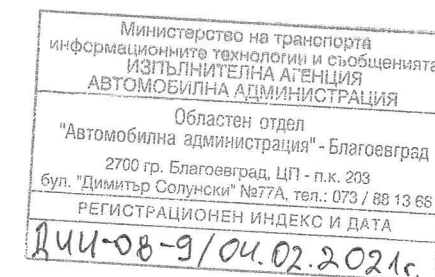 Министерство на транспорта
информационните технологии и съобщенията
ИЗПЪЛНИТЕЛНА АГЕНЦИЯ
АВТОМОБИЛНА АДМИНИСТРАЦИЯ
Областен отдел
"Автомобилна администрация" - Благоевград
2700 гр. Благоевград, ЦП - п.к. 203
бул. "Димитър Солунски" №77А, тел.: 073 / 88 13 66
РЕГИСТРАЦИОНЕН ИНДЕКС И ДАТА
ДЧИ-08-9/04.02.2021г.